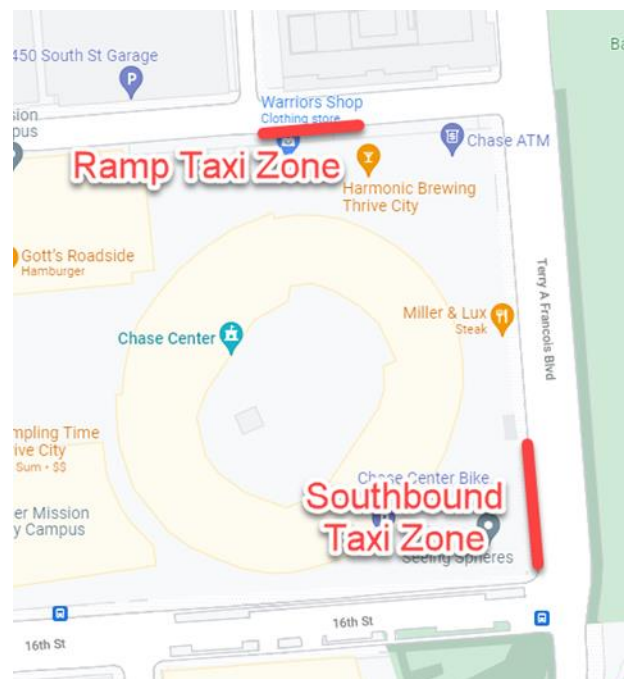 450 South St Garage
Warriors Shop
Clothing store
Chase ATM
Ramp Taxi Zone
Harmonic Brewing
Thrive City
Gott's Roadside
Hamburger
Terry A Francois Blvd
Miller & Lux
Steak
Chase Center
mpling Time
ive City
Sum • $$
Chase Center Bike
Southbound
Taxi Zone
er Mission
y Campus
Seeing Spheres
16th St
16th St